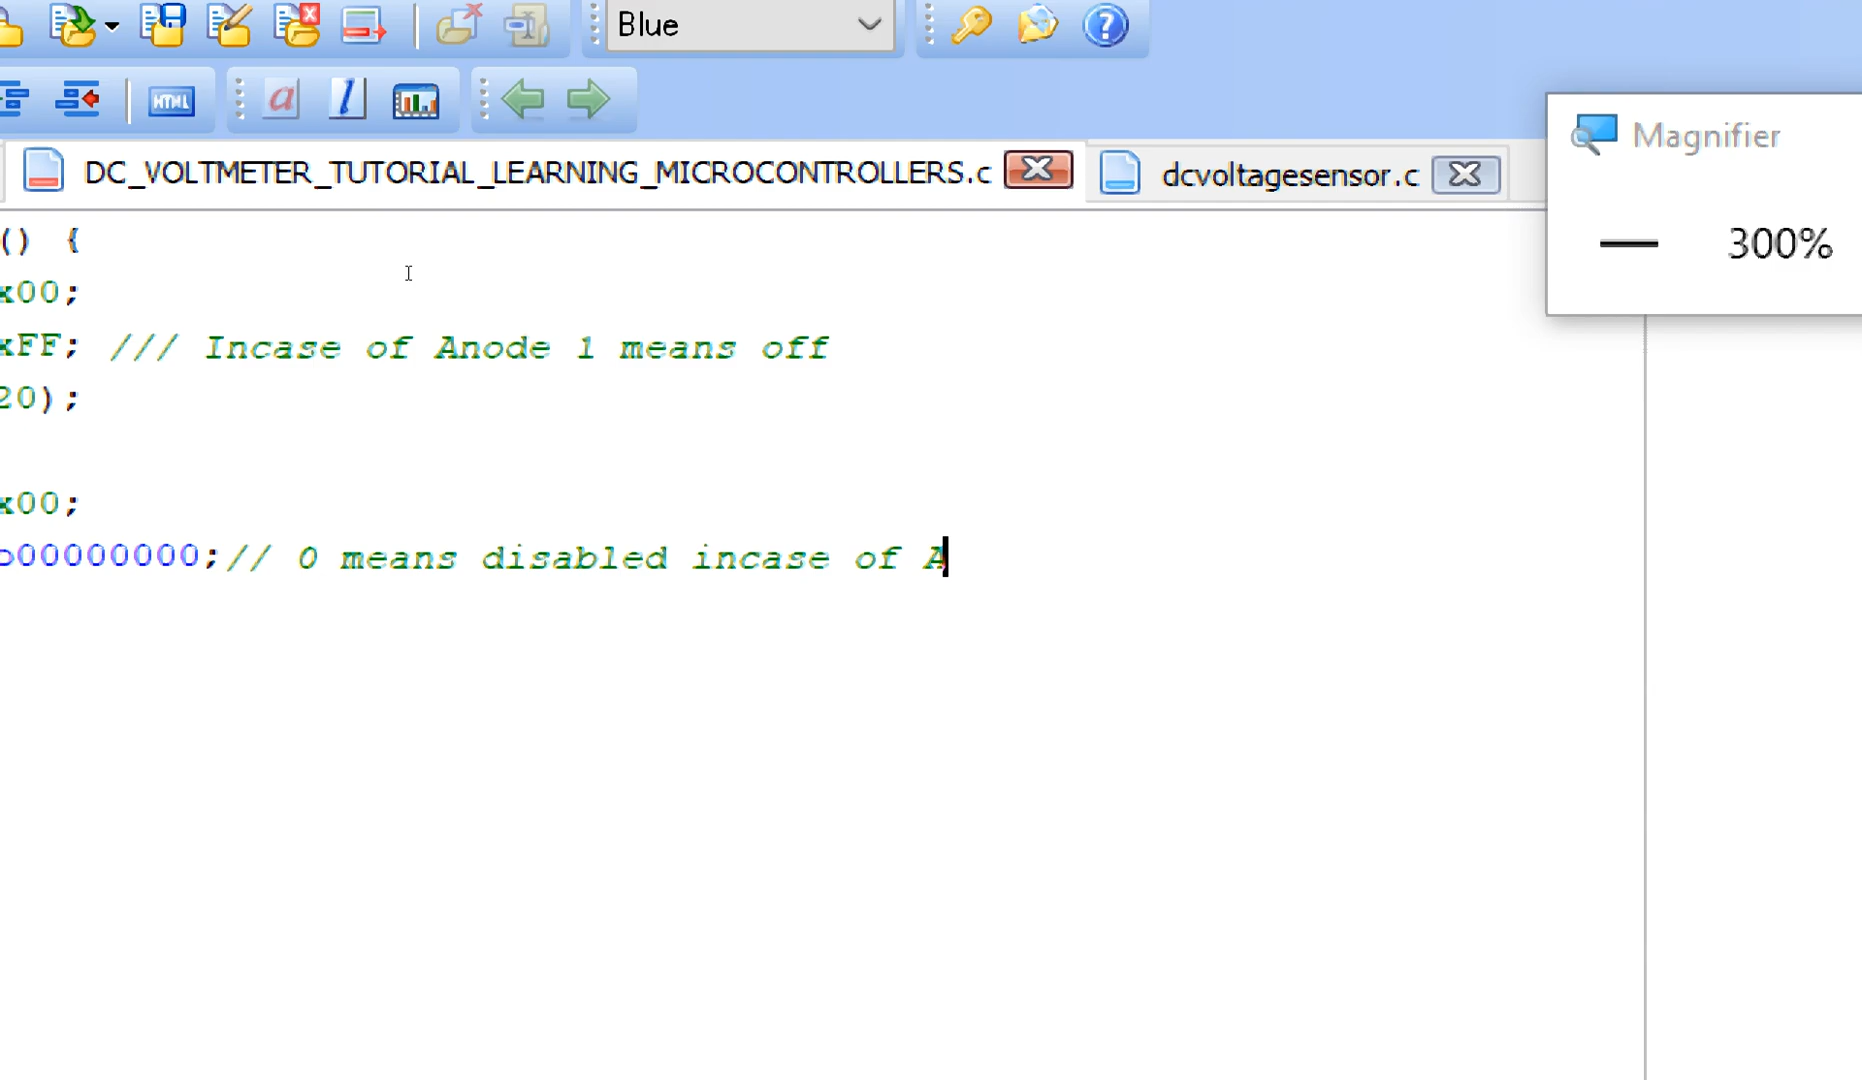 Blue
HTML
a l
DC_VOLTMETER_TUTORIAL_LEARNING_MICROCONTROLLERS.c
dcvoltagesensor.c
Magnifier
300%
() {
x00;
xFF; /// Incase of Anode 1 means off
20);
x00;
b00000000;// 0 means disabled incase of A